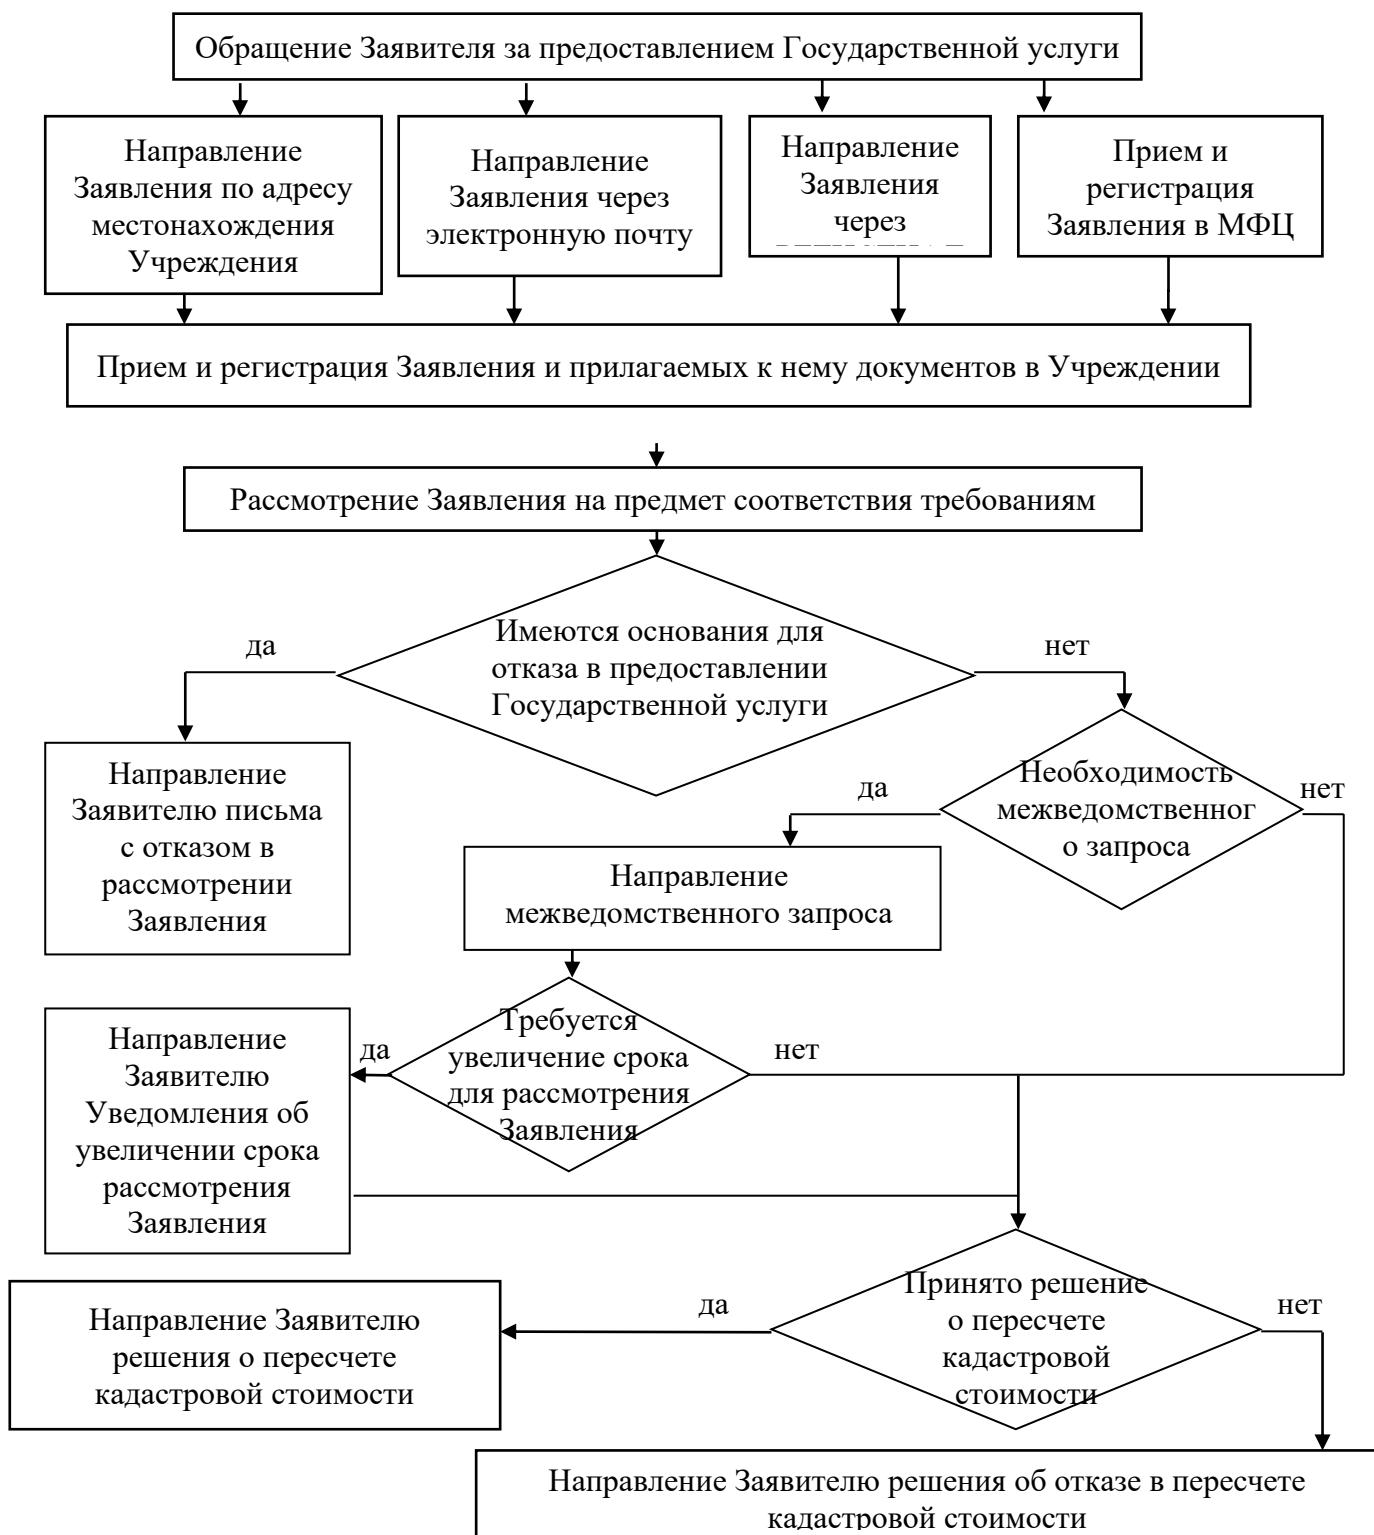 Обращение Заявителя за предоставлением Государственной услуги
Направление
Заявления по адресу
местонахождения
Учреждения
Направление
Заявления через
электронную почту
Направление
Заявления
через
Прием и
регистрация
Заявления в МФЦ
Прием и регистрация Заявления и прилагаемых к нему документов в Учреждении
Рассмотрение Заявления на предмет соответствия требованиям
Имеются основания для
отказа в предоставлении
Государственной услуги
да
нет
Направление
Заявителю письма
с отказом в
рассмотрении
Заявления
Необходимость
межведомственног
о запроса
да
нет
Направление
межведомственного запроса
Требуется
увеличение срока
для рассмотрения
Заявления
да
нет
Направление
Заявителю
Уведомления об
увеличении срока
рассмотрения
Заявления
Принято решение
о пересчете
кадастровой
стоимости
да
нет
Направление Заявителю
решения о пересчете
кадастровой стоимости
Направление Заявителю решения об отказе в пересчете
кадастровой стоимости